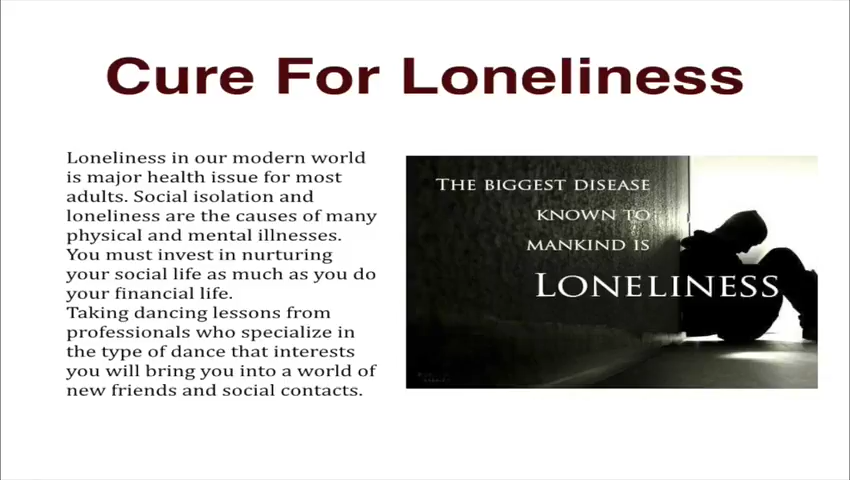 Cure For Loneliness
Loneliness in our modern world
is major health issue for most
adults. Social isolation and
loneliness are the causes of many
physical and mental illnesses.
You must invest in nurturing
your social life as much as you do
your financial life.
Taking dancing lessons from
professionals who specialize in
the type of dance that interests
you will bring you into a world of
new friends and social contacts.
THE BIGGEST DISEASE
KNOWN TO
MANKIND IS
LONELINESS